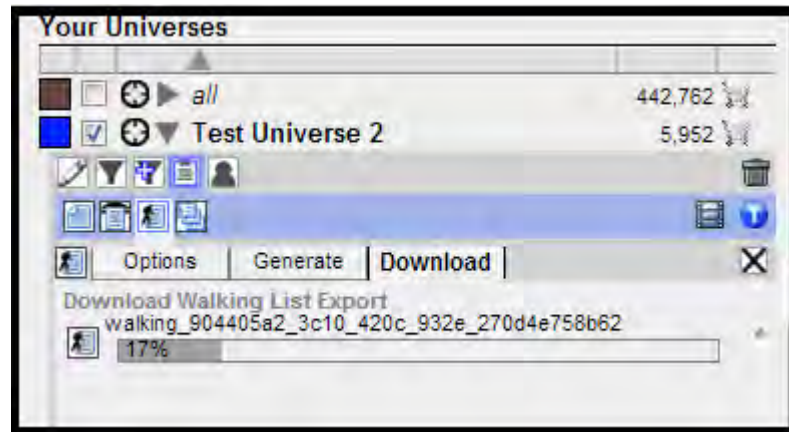 Your Universes
all 442,762
Test Universe 2 5,952
Options Generate Download
Download Walking List Export
walking_904405a2_3c10_420c_932e_270d4e758b62
17%